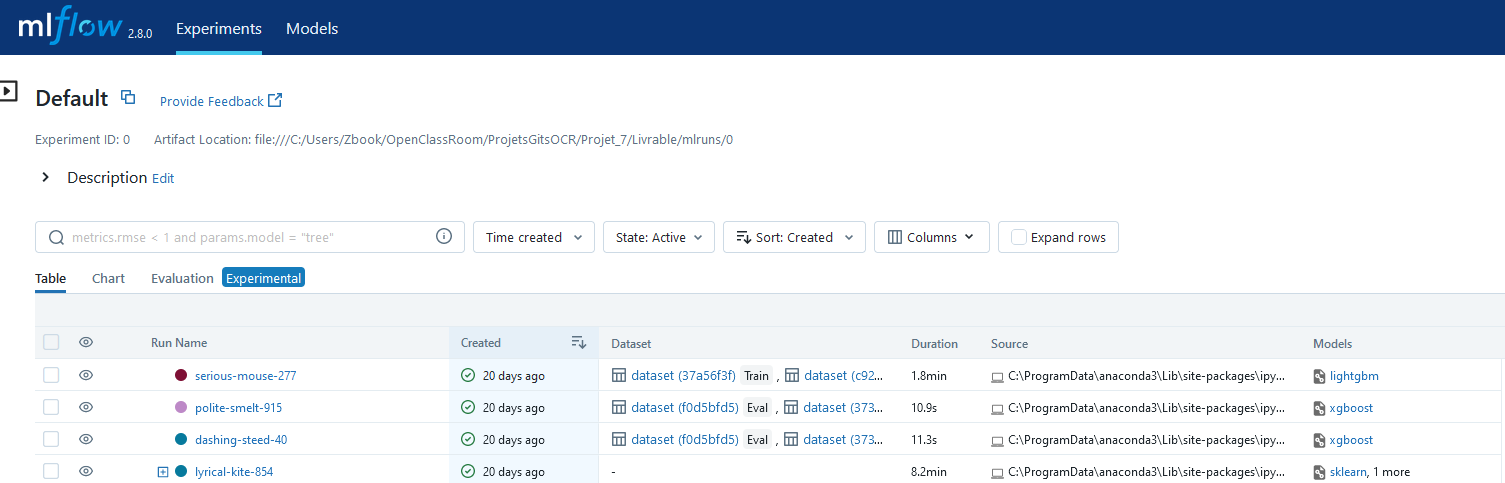 mlflow 2.8.0 Experiments Models
Default Provide Feedback
Experiment ID: 0 Artifact Location: file:///C:/Users/Zbook/OpenClassRoom/ProjetsGitsOCR/Projet_7/Livrable/mlruns/0
Description Edit
metrics.rmse < 1 and params.model = "tree" Time created State: Active Sort: Created Columns Expand rows
Table Chart Evaluation Experimental
Run Name Created Dataset Duration Source Models
serious-mouse-277 20 days ago dataset (37a56f3f) Train , dataset (c92... 1.8min C:\ProgramData\anaconda3\Lib\site-packages\ipy... lightgbm
polite-smelt-915 20 days ago dataset (f0d5bfd5) Eval , dataset (373... 10.9s C:\ProgramData\anaconda3\Lib\site-packages\ipy... xgboost
dashing-steed-40 20 days ago dataset (f0d5bfd5) Eval , dataset (373... 11.3s C:\ProgramData\anaconda3\Lib\site-packages\ipy... xgboost
lyrical-kite-854 20 days ago - 8.2min C:\ProgramData\anaconda3\Lib\site-packages\ipy... sklearn, 1 more